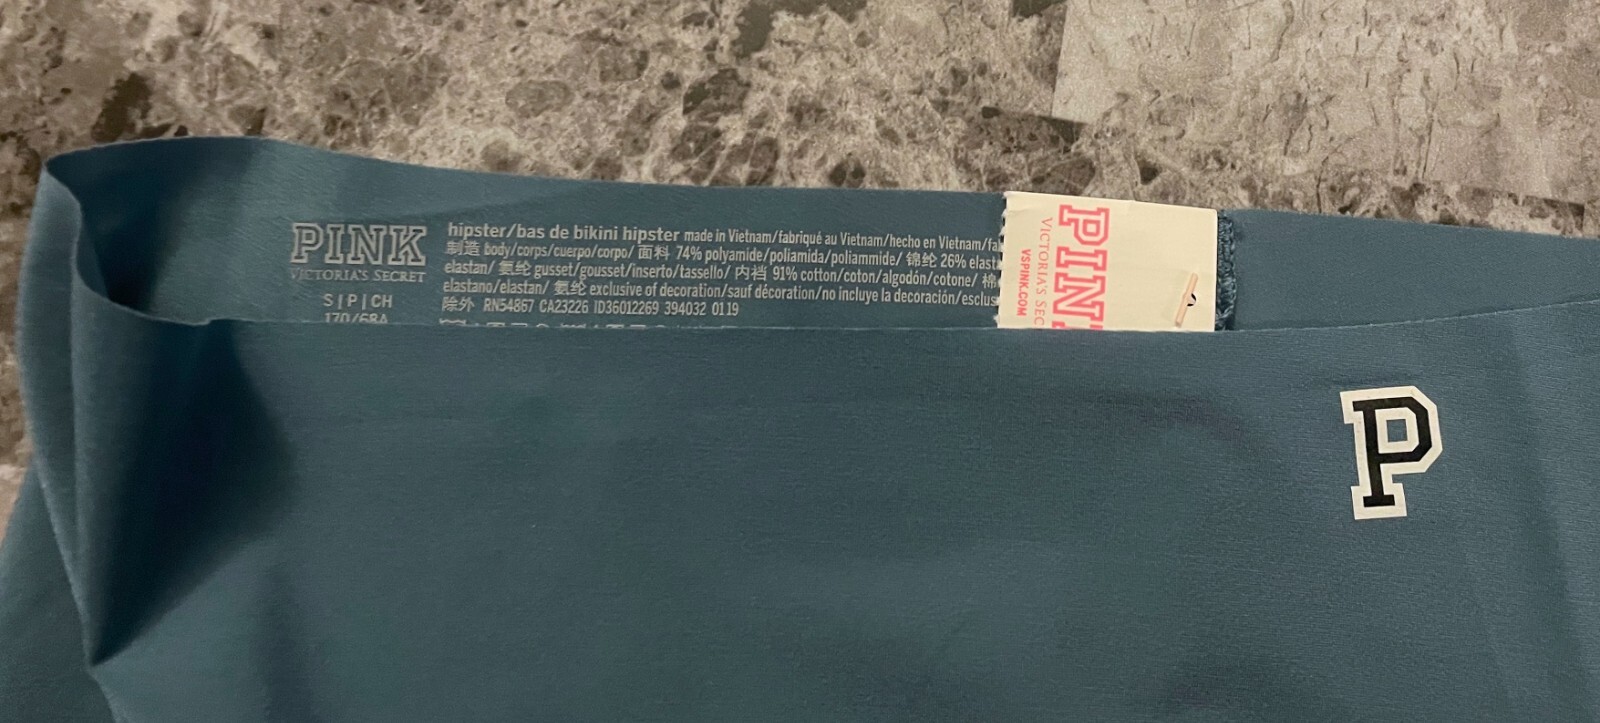 PINK
VICTORIA'S SECRET
S | P | CH
170/68A
hipster/bas de bikini hipster made in Vietnam/fabriqué au Vietnam/hecho en Vietnam/
制造 body/corps/cuerpo/corpo/ 面料 74% polyamide/poliamida/poliammide/ 锦纶 26%
elastan/ 氨纶 gusset/gousset/inserto/tassello/ 内裆 91% cotton/coton/algodón/cotone/ 棉
elastano/elastan/ 氨纶 exclusive of decoration/sauf décoration/no incluye la decoración/
除外 RN54867 CA23226 ID36012269 394032 0119
PINK
VICTORIA'S SEC
VSPINK.COM
P